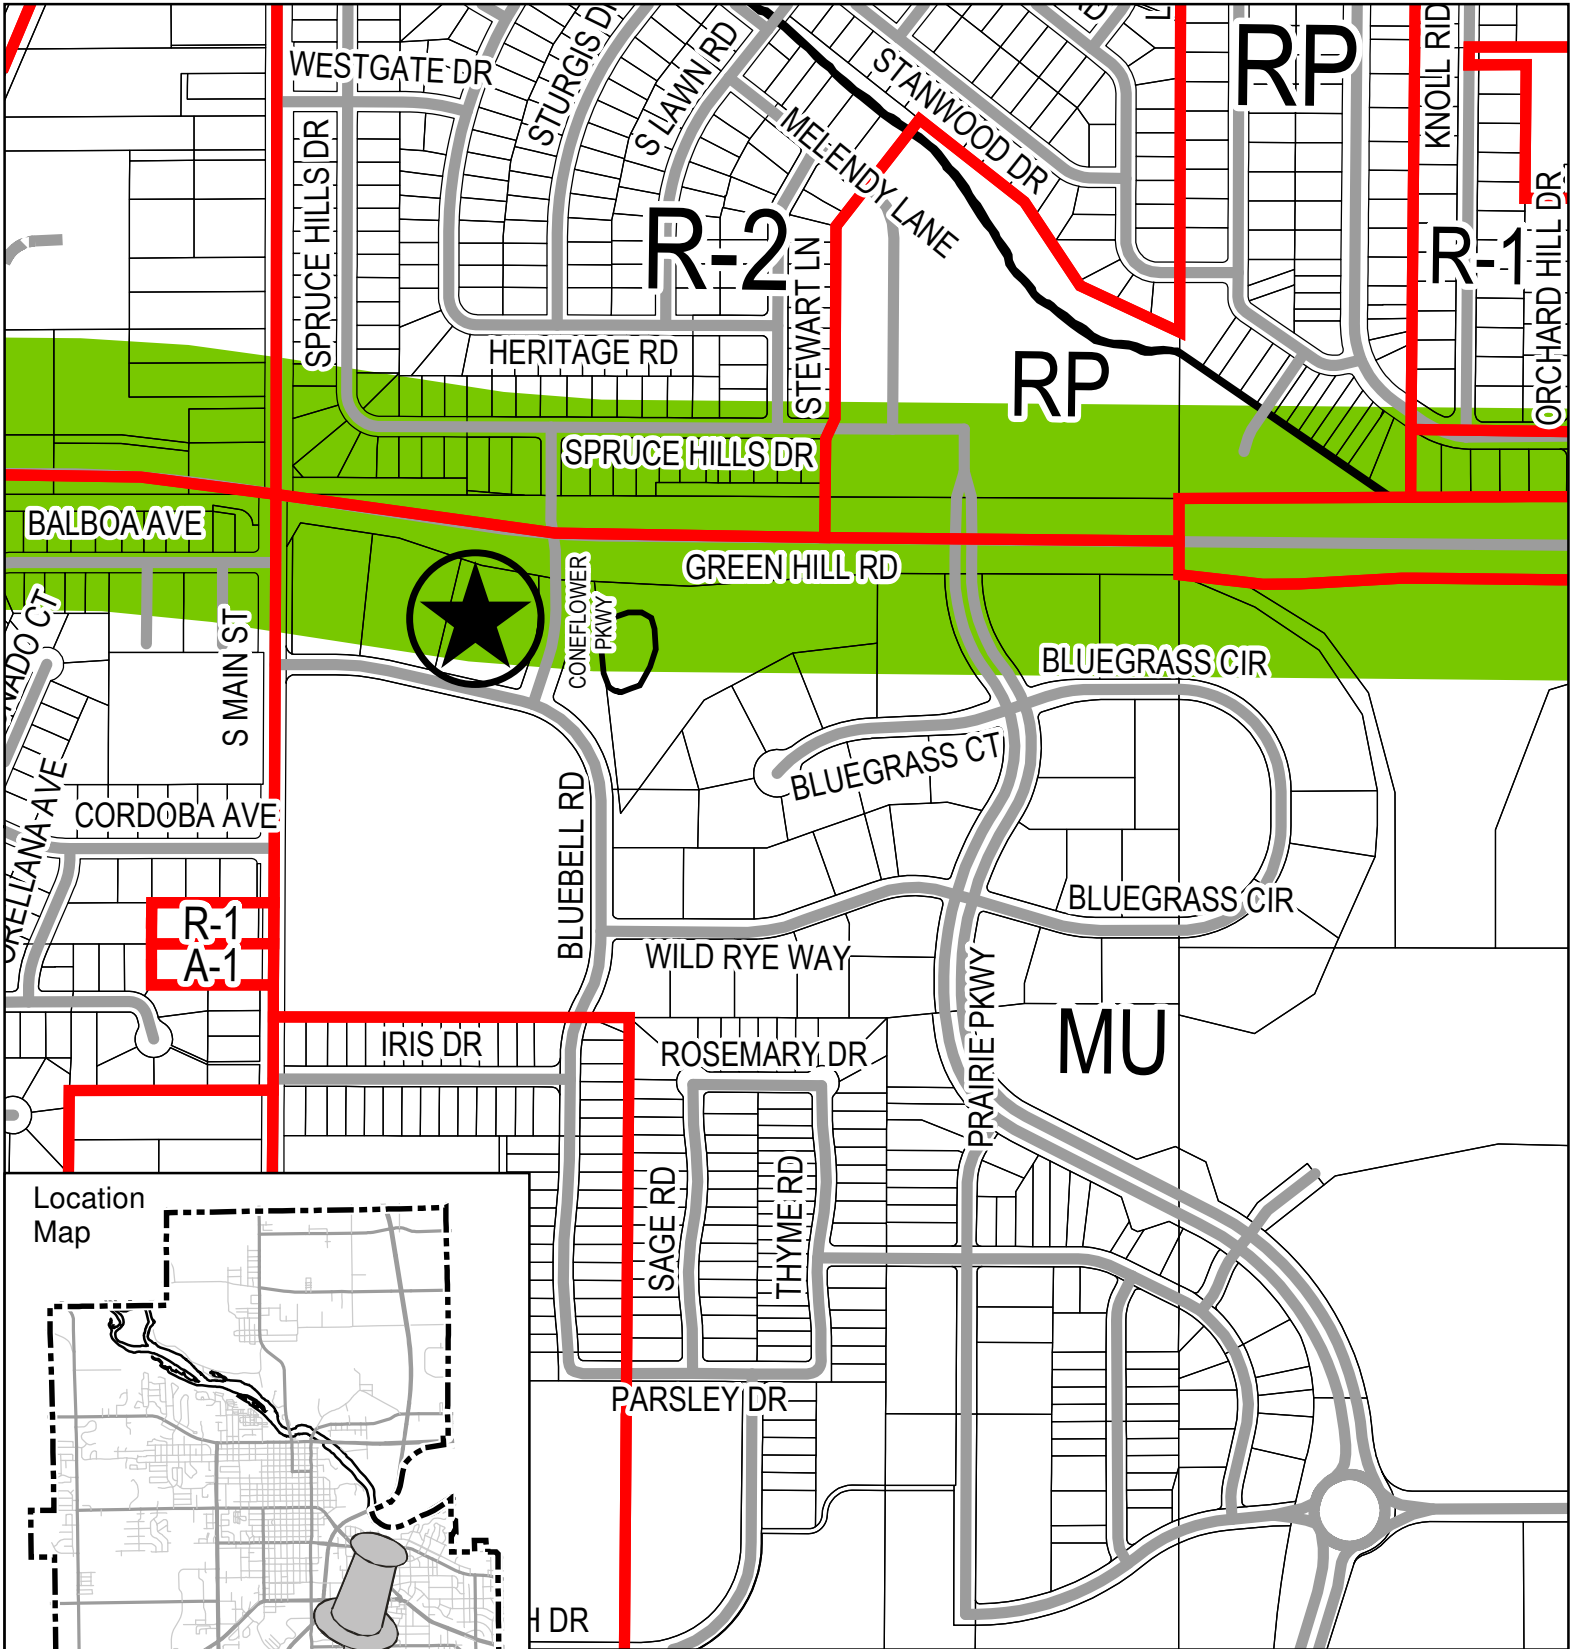 WESTGATE DR
STURGIS DR
S LAWN RD
STANWOOD DR
RP
KNOLL RID
SPRUCE HILLS DR
MELENDY LANE
R-2
R-1
ORCHARD HILL DR
STEWART LN
HERITAGE RD
RP
SPRUCE HILLS DR
BALBOA AVE
GREEN HILL RD
CONEFLOWER
PKWY
S MAIN ST
BLUEGRASS CIR
BLUEGRASS CT
CORDOBA AVE
BLUEBELL RD
BLUEGRASS CIR
R-1
A-1
WILD RYE WAY
PRAIRIE PKWY
MU
IRIS DR
ROSEMARY DR
SAGE RD
THYME RD
PARSLEY DR
Location
Map
H DR